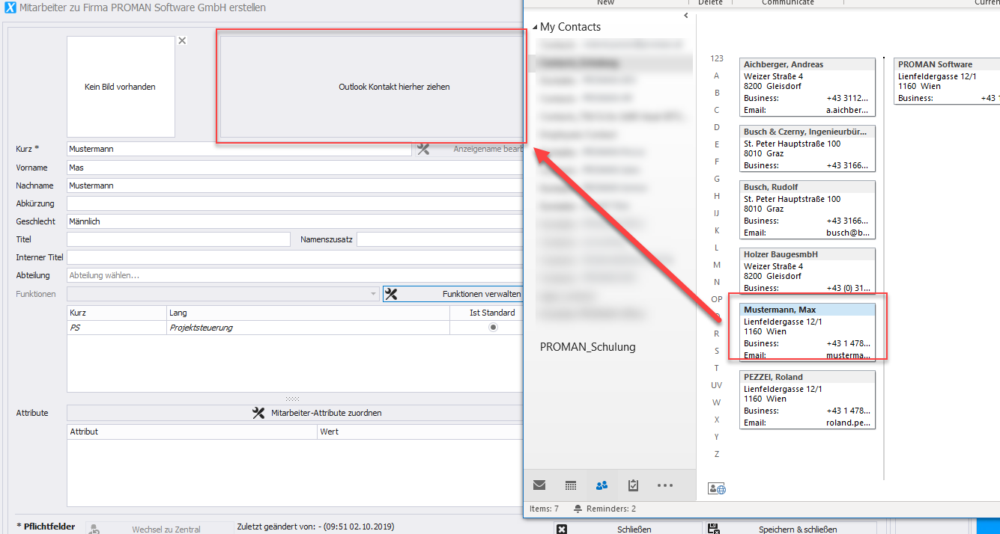 Mitarbeiter zu Firma PROMAN Software GmbH erstellen
Kein Bild vorhanden
Outlook Kontakt hierher ziehen
Kurz *
Mustermann
Anzeigename bearb
Vorname
Mas
Nachname
Mustermann
Abkürzung
Geschlecht
Männlich
Titel
Namenszusatz
Interner Titel
Abteilung
Abteilung wählen...
Funktionen
Funktionen verwalten
Kurz Lang Ist Standard
PS Projektsteuerung
Attribute
Mitarbeiter-Attribute zuordnen
Attribut Wert
* Pflichtfelder
Wechsel zu Zentral
Zuletzt geändert von: - (09:51 02.10.2019)
Schließen
Speichern & schließen
New
Delete
Communicate
Curren
My Contacts
PROMAN_Schulung
Items: 7
Reminders: 2
123
A
B
C
D
E
F
G
H
IJ
K
L
M
N
OP
R
S
T
UV
W
X
Y
Z
Aichberger, Andreas
Weizer Straße 4
8200 Gleisdorf
Business: +43 3112...
Email: a.aichber...
Busch & Czerny, Ingenieurbür...
St. Peter Hauptstraße 100
8010 Graz
Business: +43 3166...
Busch, Rudolf
St. Peter Hauptstraße 100
8010 Graz
Business: +43 3166...
Email: busch@b...
Holzer BaugesmbH
Weizer Straße 4
8200 Gleisdorf
Business: +43 (0) 31...
Mustermann, Max
Lienfeldergasse 12/1
1160 Wien
Business: +43 1 478...
Email: musterma...
PEZZEI, Roland
Lienfeldergasse 12/1
1160 Wien
Business: +43 1 478...
Email: roland.pe...
PROMAN Software
Lienfeldergasse 12/1
1160 Wien
Business: +43 1